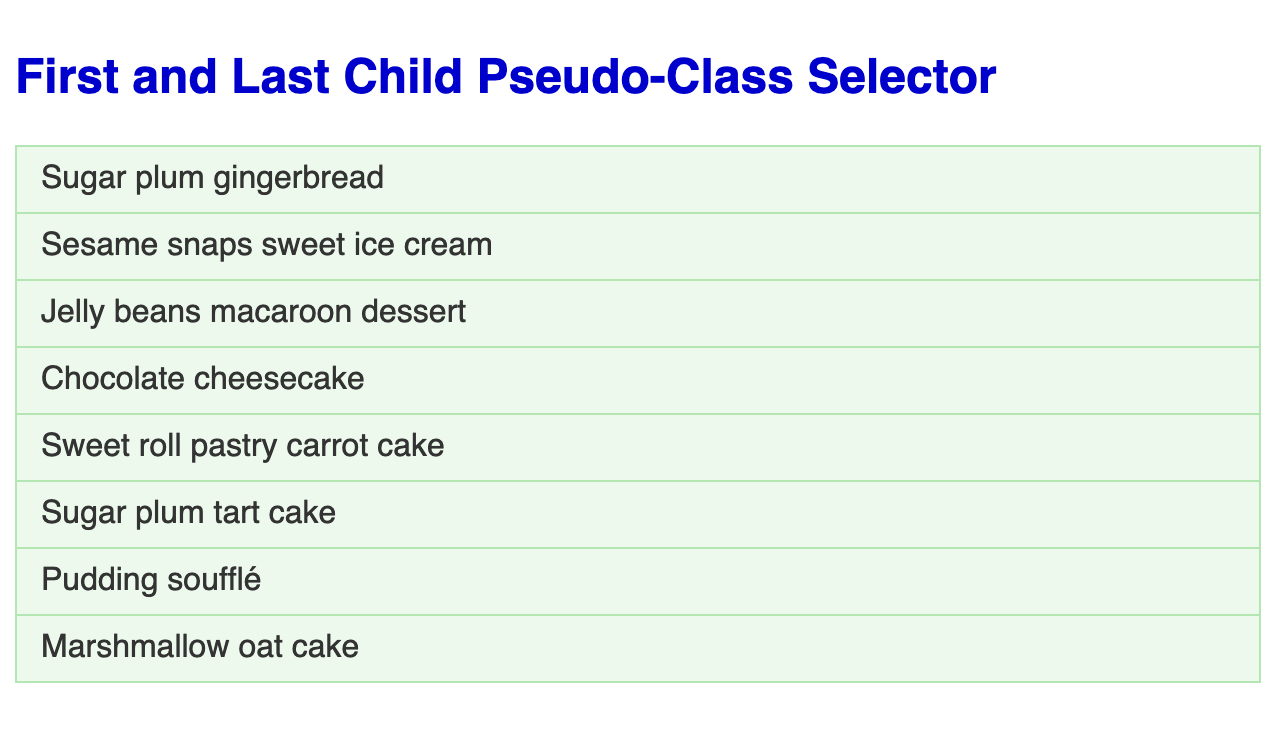 First and Last Child Pseudo-Class Selector
Sugar plum gingerbread
Sesame snaps sweet ice cream
Jelly beans macaroon dessert
Chocolate cheesecake
Sweet roll pastry carrot cake
Sugar plum tart cake
Pudding soufflé
Marshmallow oat cake